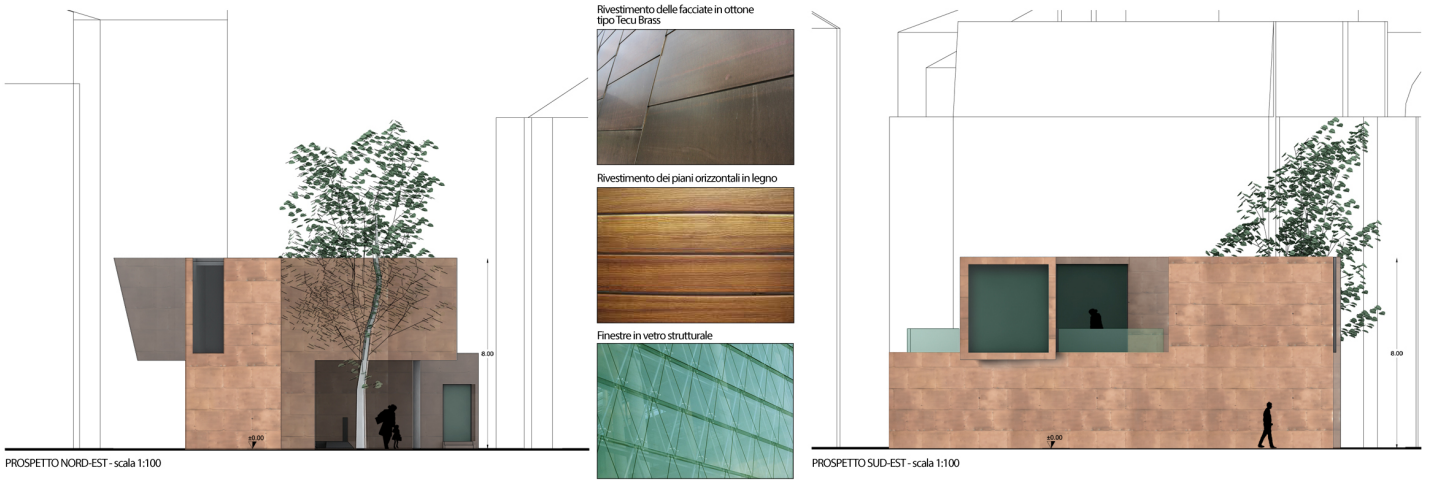 Rivestimento delle facciate in ottone
tipo Tecu Brass
Rivestimento dei piani orizzontali in legno
Finestre in vetro strutturale
8.00
±0.00
PROSPETTO NORD-EST - scala 1:100
8.00
±0.00
PROSPETTO SUD-EST - scala 1:100